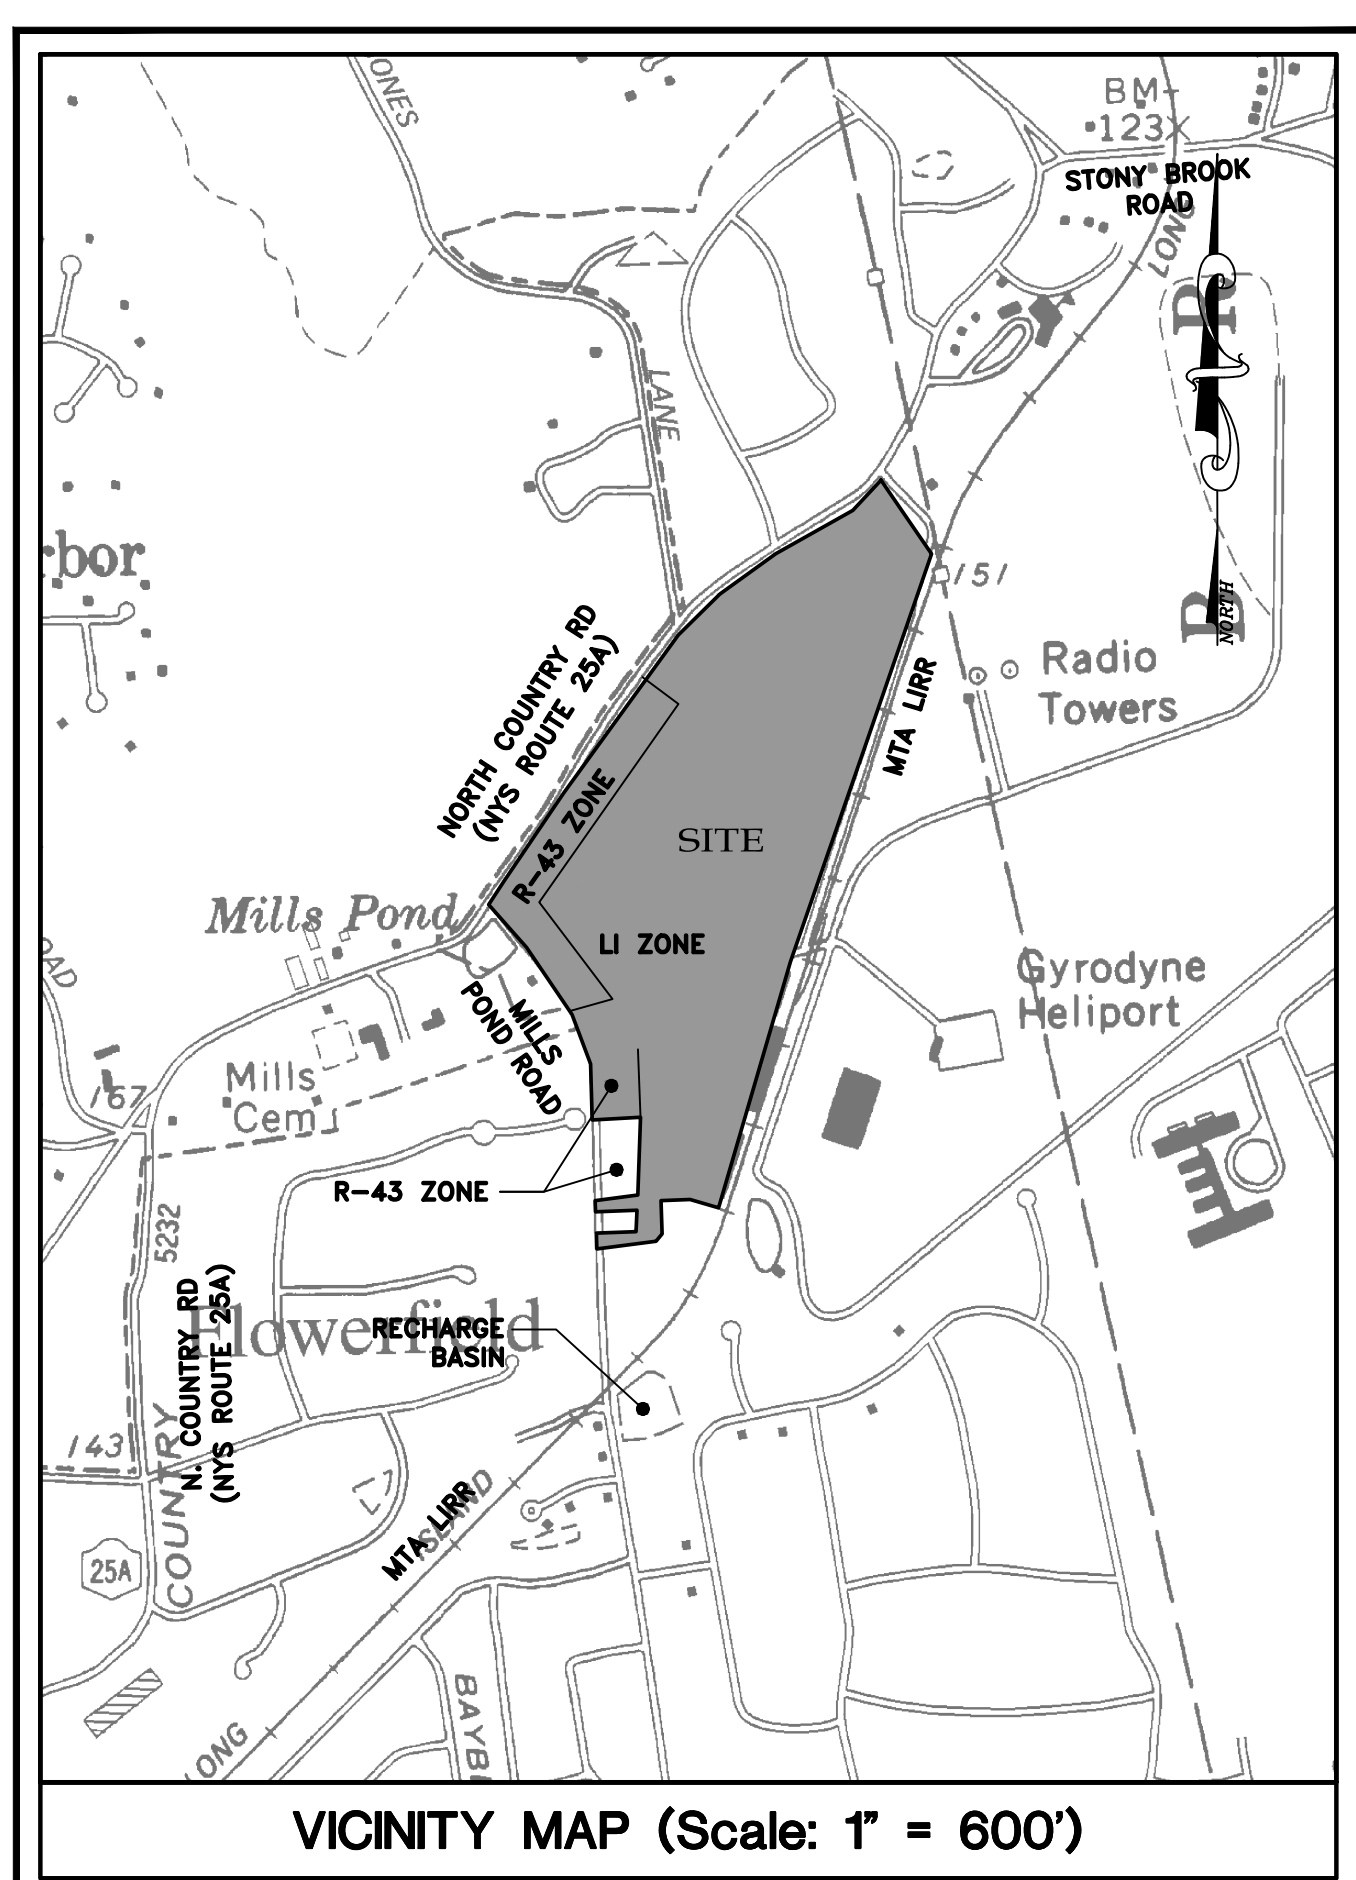 ONES
BM
123
STONY BROOK
ROAD
LONG
R
LANE
rbor
151
B
NORTH
NORTH COUNTRY RD
(NYS ROUTE 25A)
Radio
Towers
MTA LIRR
R-43 ZONE
SITE
Mills Pond
LI ZONE
OAD
Gyrodyne
Heliport
MILLS
POND ROAD
Mills
Cem
167
R-43 ZONE
5232
N. COUNTRY RD
(NYS ROUTE 25A)
Flowerfield
RECHARGE
BASIN
143
COUNTRY
MTA LIRR
ISLAND
25A
LONG
BAYB
VICINITY MAP (Scale: 1" = 600')